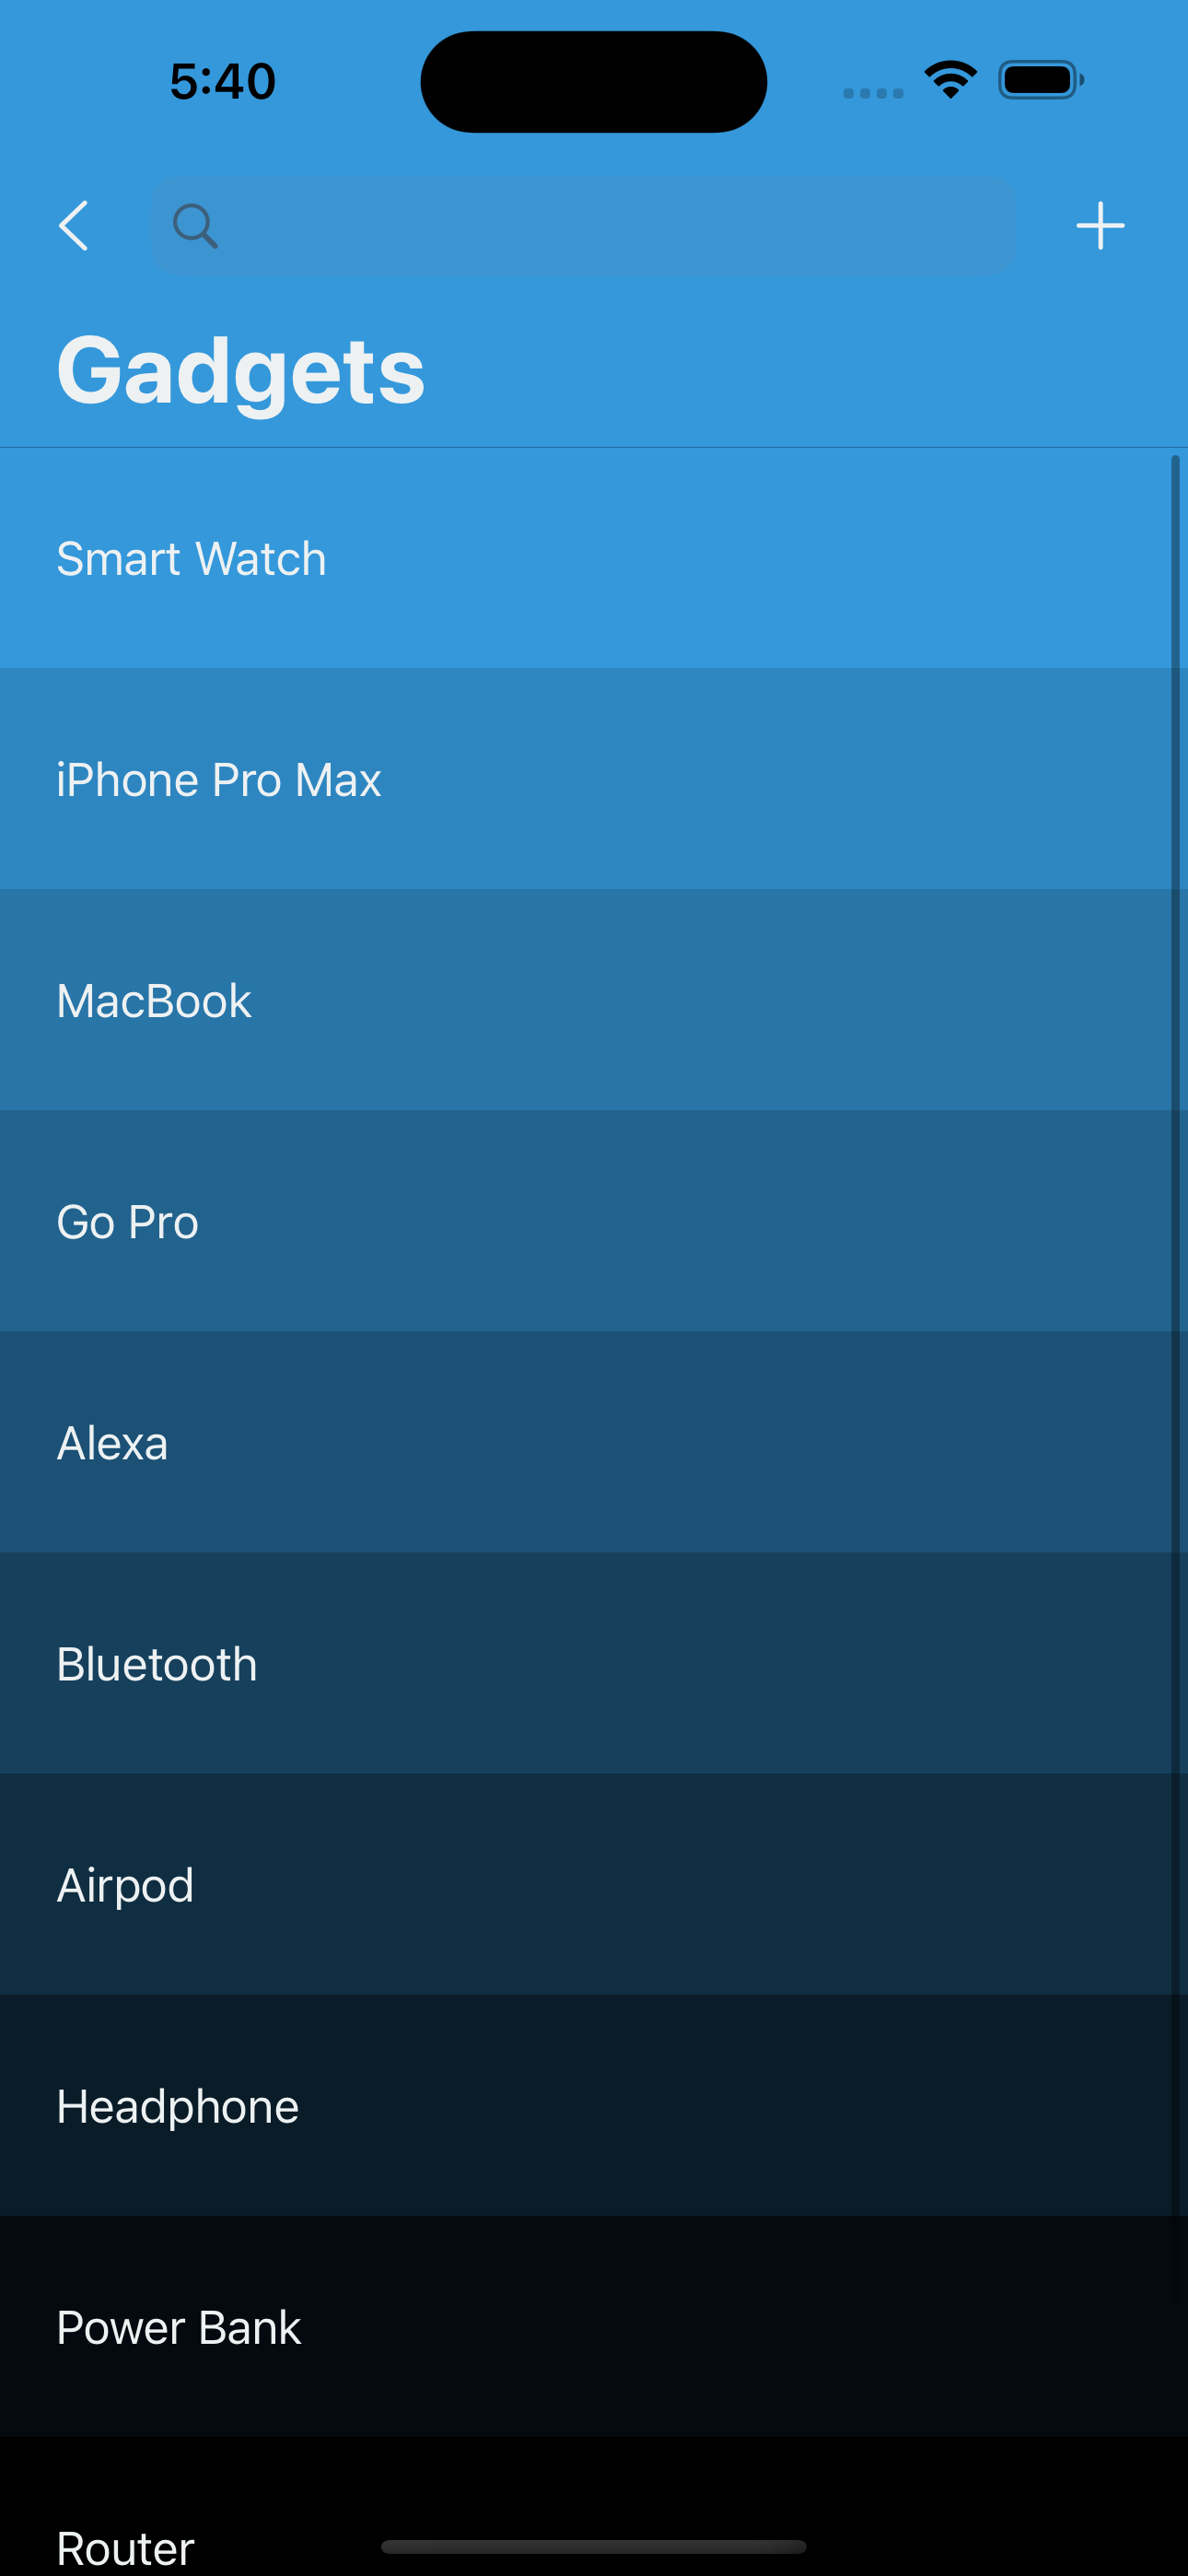 5:40
Gadgets
Smart Watch
iPhone Pro Max
MacBook
Go Pro
Alexa
Bluetooth
Airpod
Headphone
Power Bank
Router